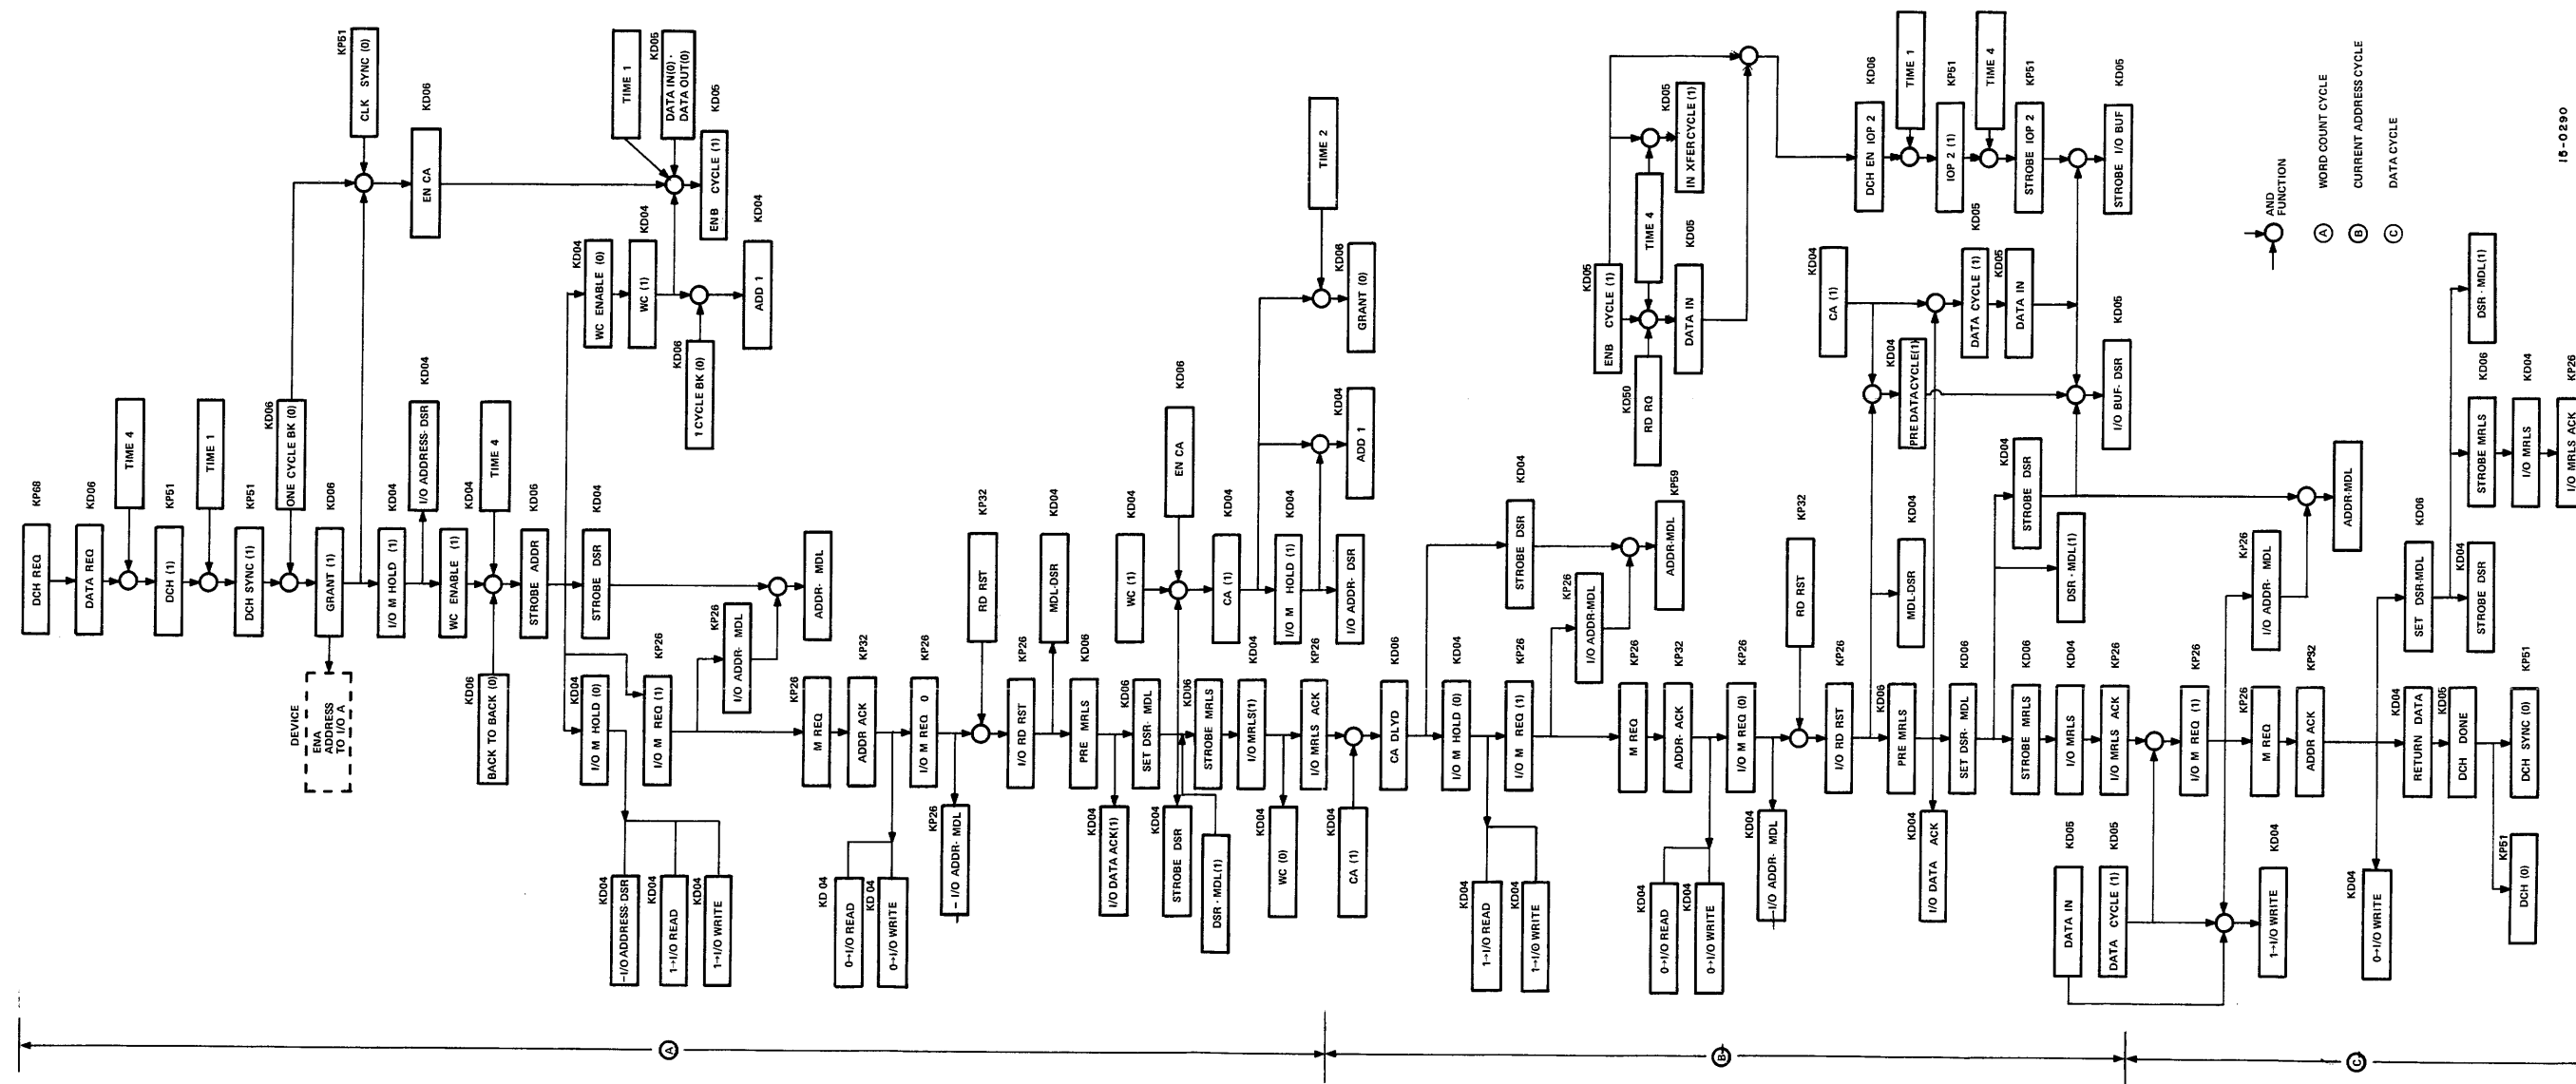 KP68
DCH REQ
KD06
DATA REQ
TIME 4
KP51
DCH (1)
TIME 1
KP51
DCH SYNC (1)
KD06
ONE CYCLE BK (0)
KP51
CLK SYNC (0)
KD06
EN CA
KD06
GRANT (1)
DEVICE
ENA
ADDRESS
TO I/O A
KD04
I/O M HOLD (1)
KD04
I/O ADDRESS-DSR
KD04
WC ENABLE (1)
TIME 4
KD06
BACK TO BACK (0)
KD06
STROBE ADDR
KD04
STROBE DSR
KD04
WC ENABLE (0)
KD04
WC (1)
TIME 1
KD05
DATA IN(0)·
DATA OUT(0)
KD05
ENB CYCLE (1)
KD06
1 CYCLE BK (0)
KD04
ADD 1
KD04
I/O M HOLD (0)
KP26
I/O M REQ (1)
KP26
I/O ADDR- MDL
ADDR- MDL
KD04
-I/O ADDRESS-DSR
KD04
1→I/O READ
KD04
1→I/O WRITE
KP26
M REQ
KP32
ADDR ACK
KD 04
0→I/O READ
KD 04
0→I/O WRITE
KP26
I/O M REQ 0
KP26
- I/O ADDR- MDL
KP32
RD RST
KP26
I/O RD RST
KD04
MDL-DSR
KD06
PRE MRLS
KD04
I/O DATA ACK(1)
KD06
SET DSR- MDL
KD04
STROBE DSR
DSR - MDL(1)
KD06
STROBE MRLS
KD04
WC (1)
KD06
EN CA
KD04
CA (1)
KD04
I/O MRLS(1)
KD04
WC (0)
KD04
I/O M HOLD (1)
KP26
I/O MRLS ACK
I/O ADDR- DSR
KD04
ADD 1
TIME 2
KD06
GRANT (0)
KD04
CA (1)
KD06
CA DLYD
KD04
I/O M HOLD (0)
KD04
1→I/O READ
KD04
1→I/O WRITE
KP26
I/O M REQ (1)
KD04
STROBE DSR
KP26
I/O ADDR-MDL
KP59
ADDR-MDL
KP26
M REQ
KP32
ADDR- ACK
KD04
0→I/O READ
KD04
0→I/O WRITE
KP26
I/O M REQ (0)
KD04
-I/O ADDR- MDL
KP32
RD RST
KP26
I/O RD RST
KD05
ENB CYCLE (1)
KD50
RD RQ
TIME 4
KD05
IN XFER CYCLE (1)
KD05
DATA IN
KD04
CA (1)
KD04
PRE DATA CYCLE(1)
KD04
MDL-DSR
KD06
PRE MRLS
KD04
I/O DATA ACK
KD06
DCH EN IOP 2
TIME 1
KP51
IOP 2 (1)
TIME 4
KP51
STROBE IOP 2
KD05
STROBE I/O BUF
KD05
DATA CYCLE (1)
KD05
DATA IN
KD05
I/O BUF- DSR
KD06
SET DSR- MDL
KD04
STROBE DSR
DSR - MDL(1)
KD06
STROBE MRLS
KD04
I/O MRLS
KP26
I/O MRLS ACK
KD05
DATA IN
KD05
DATA CYCLE (1)
KP26
I/O M REQ (1)
KP26
I/O ADDR- MDL
ADDR-MDL
KD04
1→I/O WRITE
KP26
M REQ
KP32
ADDR ACK
KD04
0→I/O WRITE
KD06
SET DSR-MDL
KD04
STROBE DSR
KD04
RETURN DATA
KD05
DCH DONE
KP51
DCH SYNC (0)
KP51
DCH (0)
DSR - MDL(1)
KD06
STROBE MRLS
KD04
I/O MRLS
KP26
I/O MRLS ACK
AND
FUNCTION
A WORD COUNT CYCLE
B CURRENT ADDRESS CYCLE
C DATA CYCLE
15-0290
A
B
C